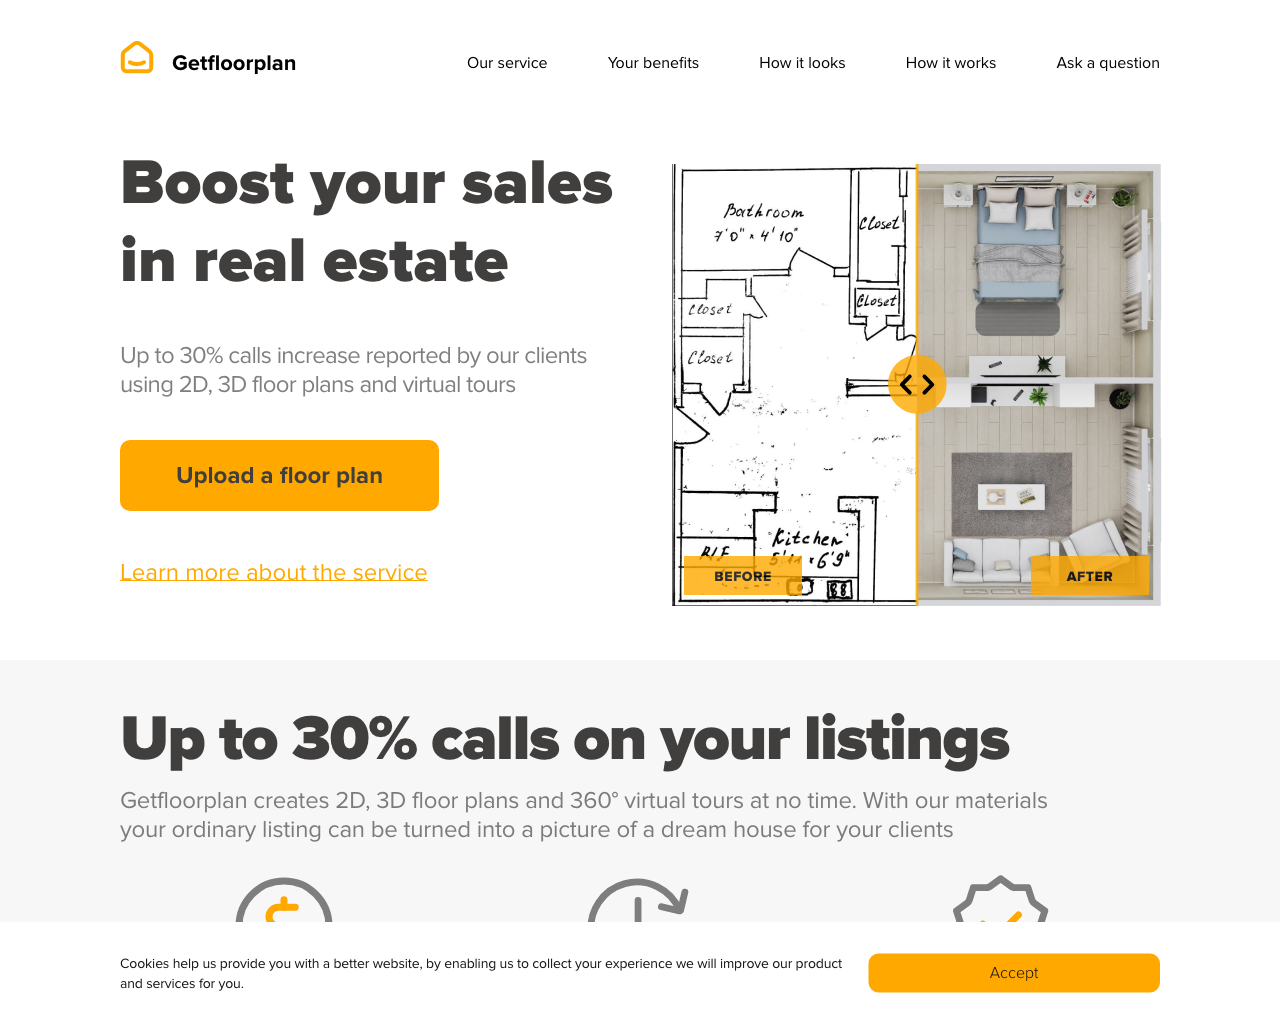 Getfloorplan
Our service
Your benefits
How it looks
How it works
Ask a question
Boost your sales
in real estate
Up to 30% calls increase reported by our clients
using 2D, 3D floor plans and virtual tours
Upload a floor plan
Learn more about the service
Bathroom
7'0" x 4'10"
Closet
Closet
Closet
Closet
Kitchen
BEFORE
AFTER
Up to 30% calls on your listings
Getfloorplan creates 2D, 3D floor plans and 360° virtual tours at no time. With our materials
your ordinary listing can be turned into a picture of a dream house for your clients
Cookies help us provide you with a better website, by enabling us to collect your experience we will improve our product
and services for you.
Accept